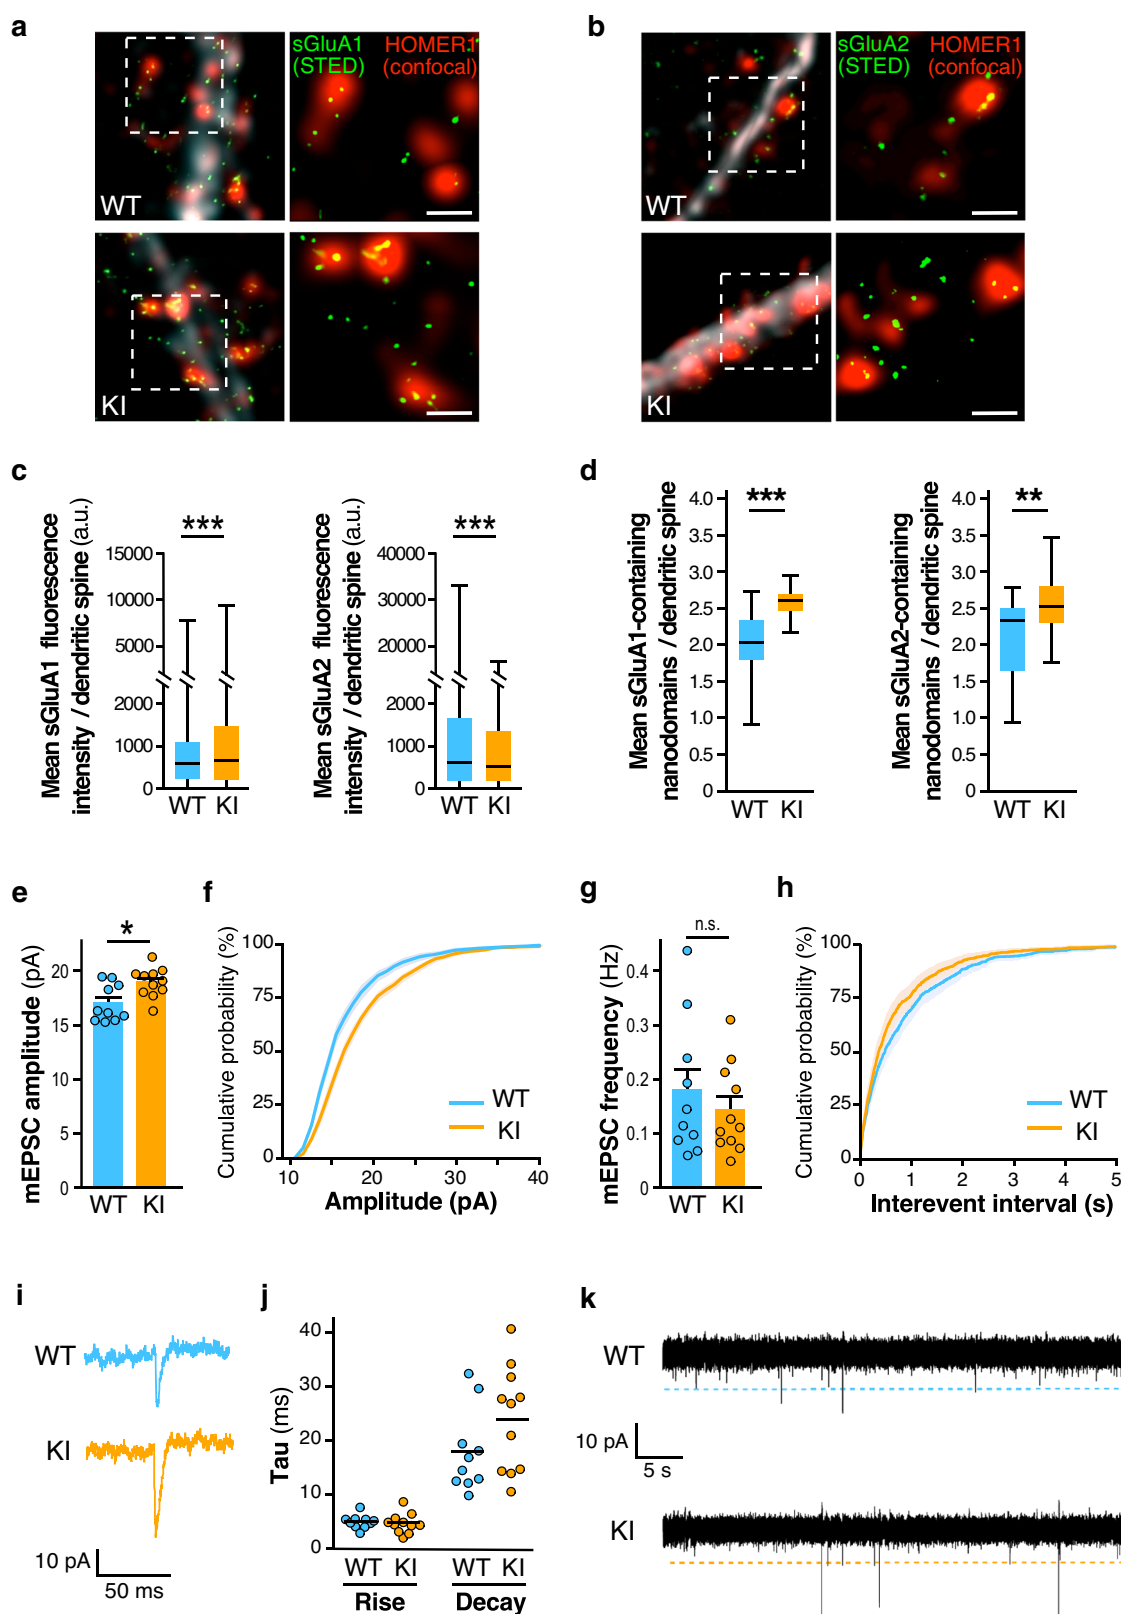 a
sGluA1 HOMER1
(STED) (confocal)
WT
KI
b
sGluA2 HOMER1
(STED) (confocal)
WT
KI
c
Mean sGluA1 fluorescence
intensity / dendritic spine (a.u.)
***
15000
10000
5000
2000
1000
0
WT KI
Mean sGluA2 fluorescence
intensity / dendritic spine (a.u.)
***
40000
20000
2000
1000
0
WT KI
d
Mean sGluA1-containing
nanodomains / dendritic spine
***
4.0
3.5
3.0
2.5
2.0
1.5
1.0
0
WT KI
Mean sGluA2-containing
nanodomains / dendritic spine
**
4.0
3.5
3.0
2.5
2.0
1.5
1.0
0
WT KI
e
mEPSC amplitude (pA)
*
20
15
10
5
0
WT KI
f
Cumulative probability (%)
100
75
50
25
WT
KI
10 20 30 40
Amplitude (pA)
g
mEPSC frequency (Hz)
n.s.
0.4
0.3
0.2
0.1
0
WT KI
h
Cumulative probability (%)
100
75
50
25
0
WT
KI
0 1 2 3 4 5
Interevent interval (s)
i
WT
KI
10 pA
50 ms
j
Tau (ms)
40
30
20
10
0
WT KI WT KI
Rise Decay
k
WT
10 pA
5 s
KI